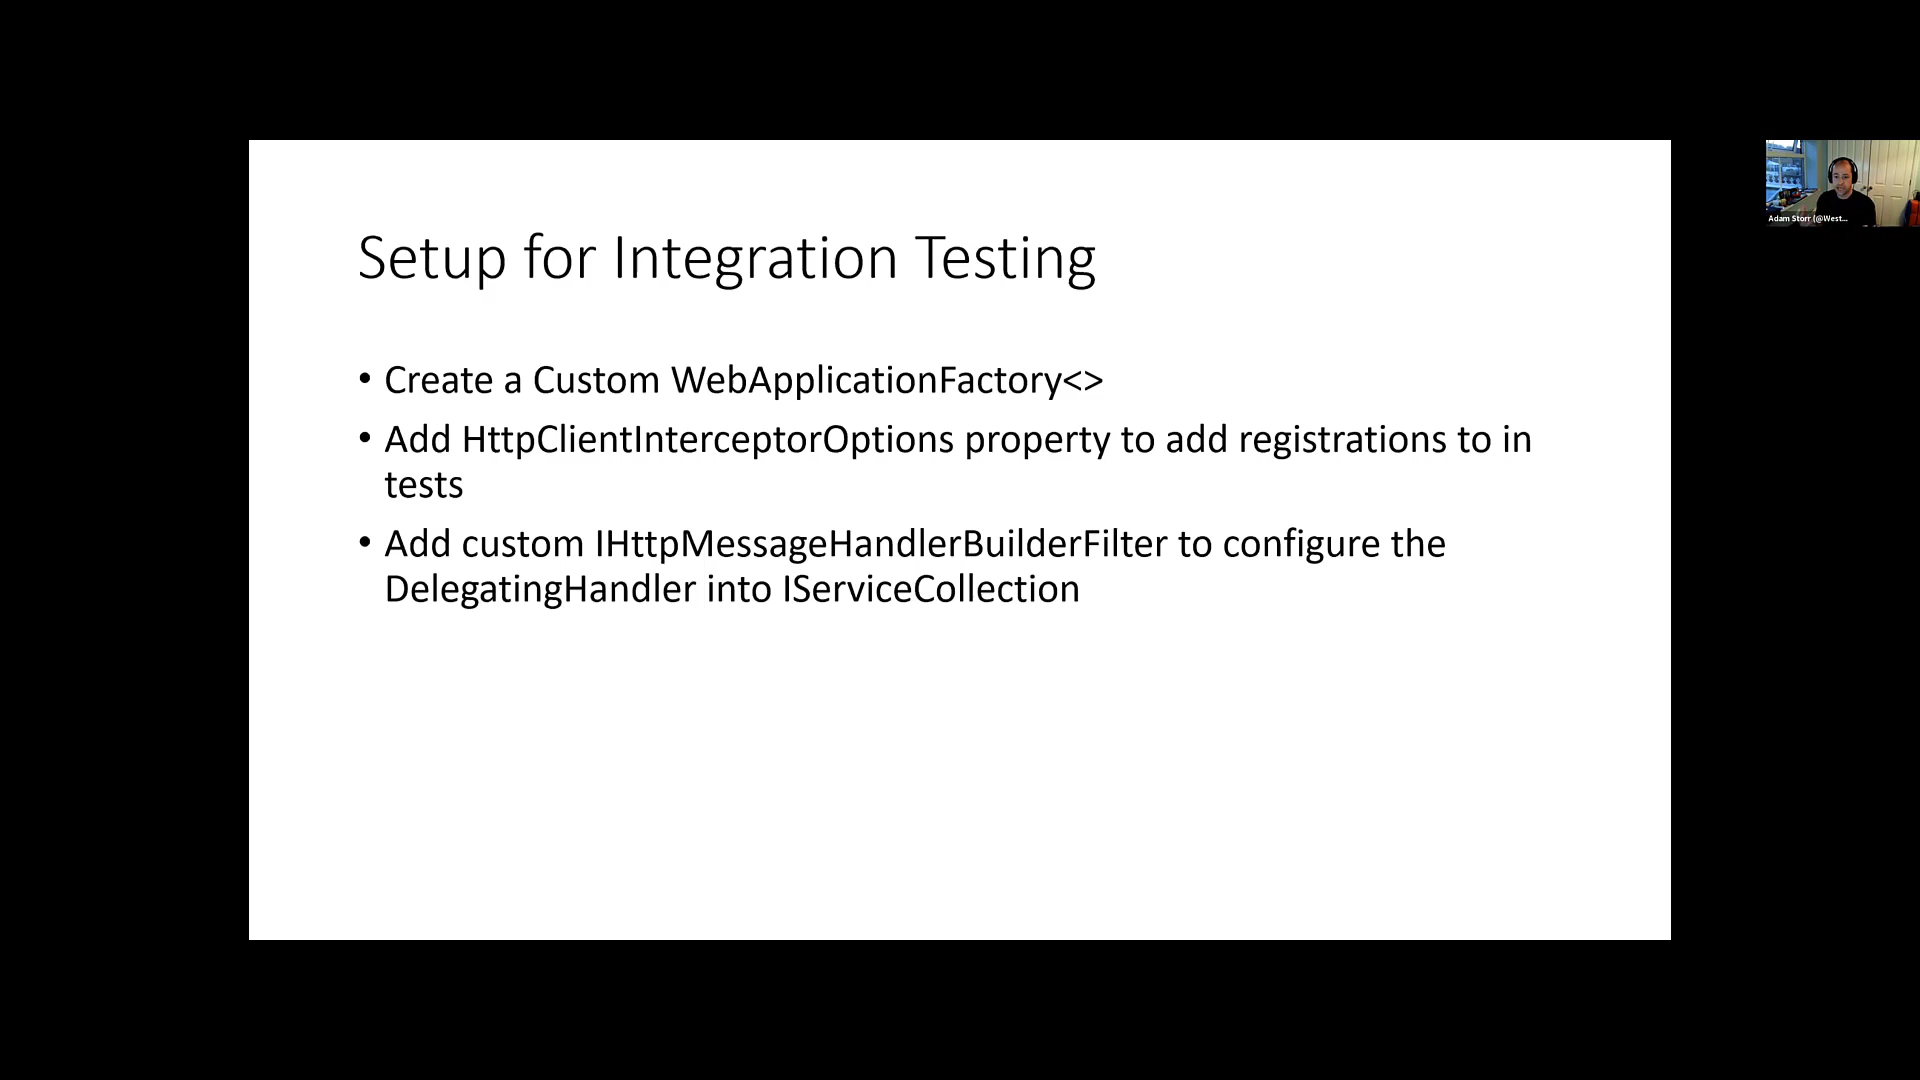 Setup for Integration Testing
• Create a Custom WebApplicationFactory<>
• Add HttpClientInterceptorOptions property to add registrations to in
tests
• Add custom IHttpMessageHandlerBuilderFilter to configure the
DelegatingHandler into IServiceCollection
Adam Storr (@West...